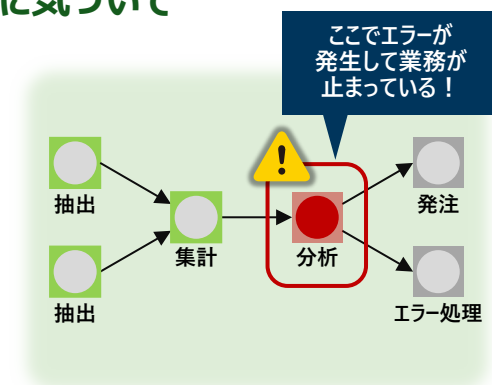 に気づいて
ここでエラーが
発生して業務が
止まっている！
抽出
集計
分析
発注
抽出
エラー処理